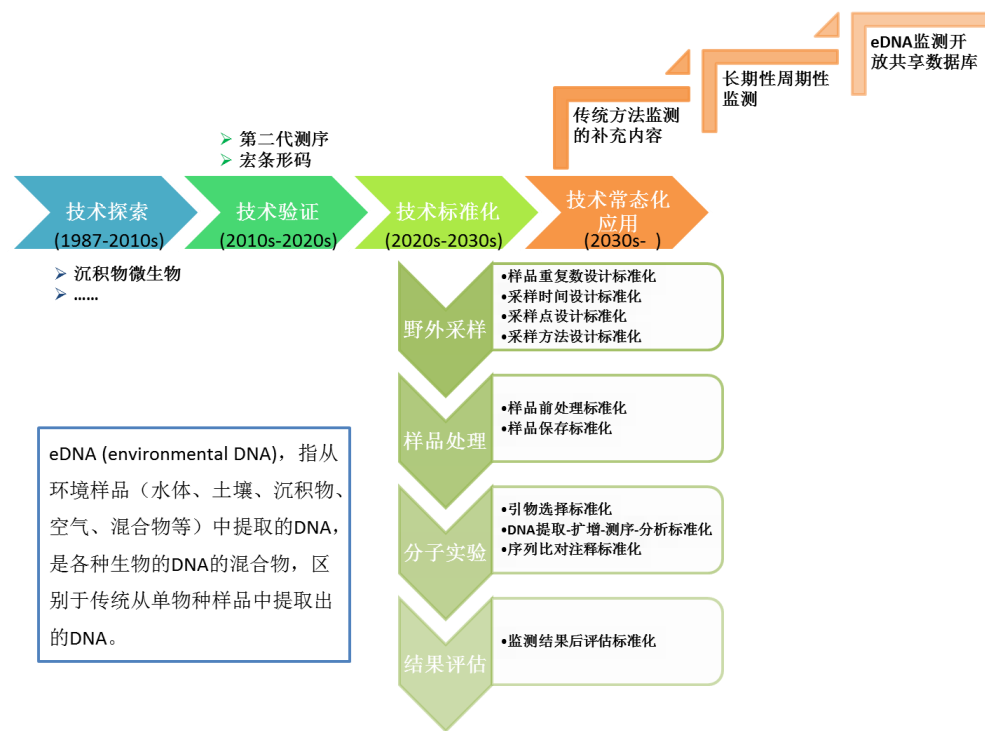 eDNA监测开
放共享数据库
长期性周期性
监测
传统方法监测
的补充内容
➢ 第二代测序
➢ 宏条形码
技术探索
(1987-2010s)
技术验证
(2010s-2020s)
技术标准化
(2020s-2030s)
技术常态化
应用
(2030s- )
➢ 沉积物微生物
➢ ……
野外采样
•样品重复数设计标准化
•采样时间设计标准化
•采样点设计标准化
•采样方法设计标准化
样品处理
•样品前处理标准化
•样品保存标准化
分子实验
•引物选择标准化
•DNA提取-扩增-测序-分析标准化
•序列比对注释标准化
结果评估
•监测结果后评估标准化
eDNA (environmental DNA)，指从
环境样品（水体、土壤、沉积物、
空气、混合物等）中提取的DNA，
是各种生物的DNA的混合物，区
别于传统从单物种样品中提取出
的DNA。